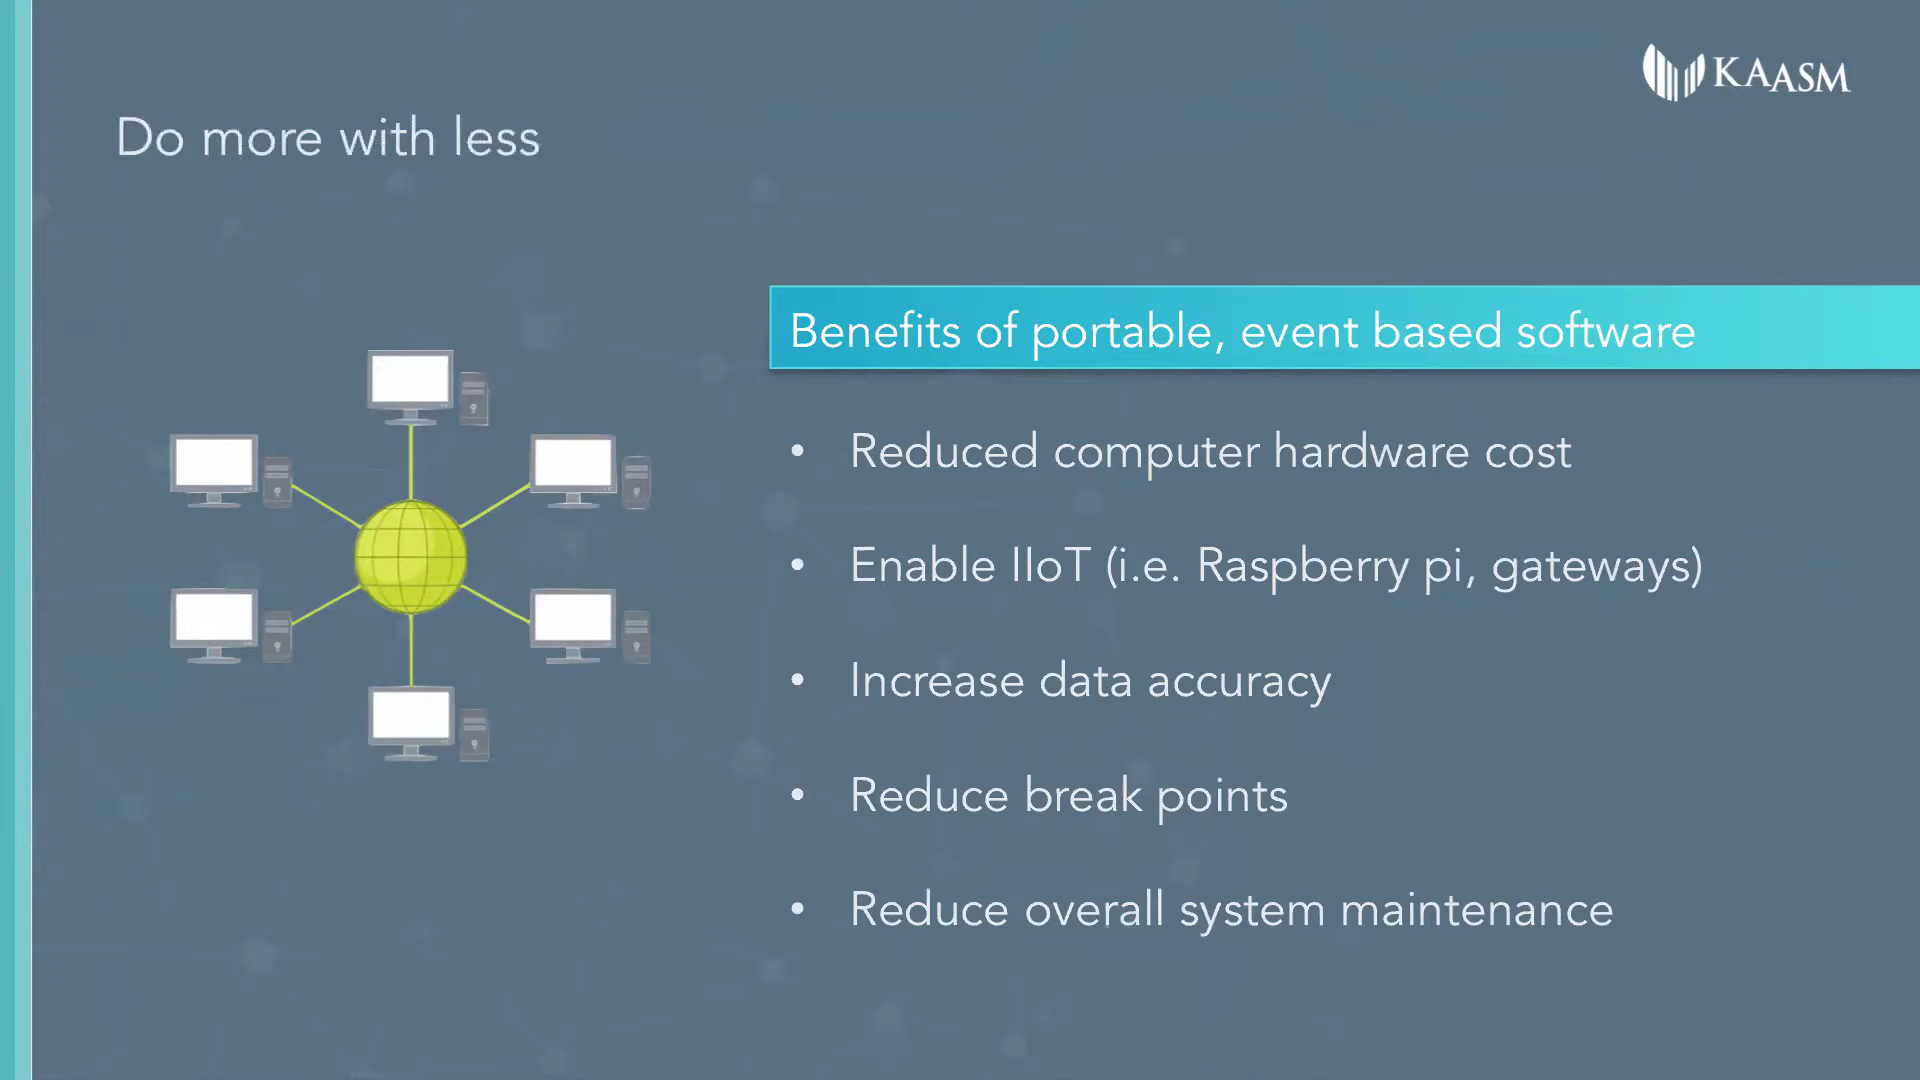 KAASM
Do more with less
Benefits of portable, event based software
• Reduced computer hardware cost
• Enable IIoT (i.e. Raspberry pi, gateways)
• Increase data accuracy
• Reduce break points
• Reduce overall system maintenance